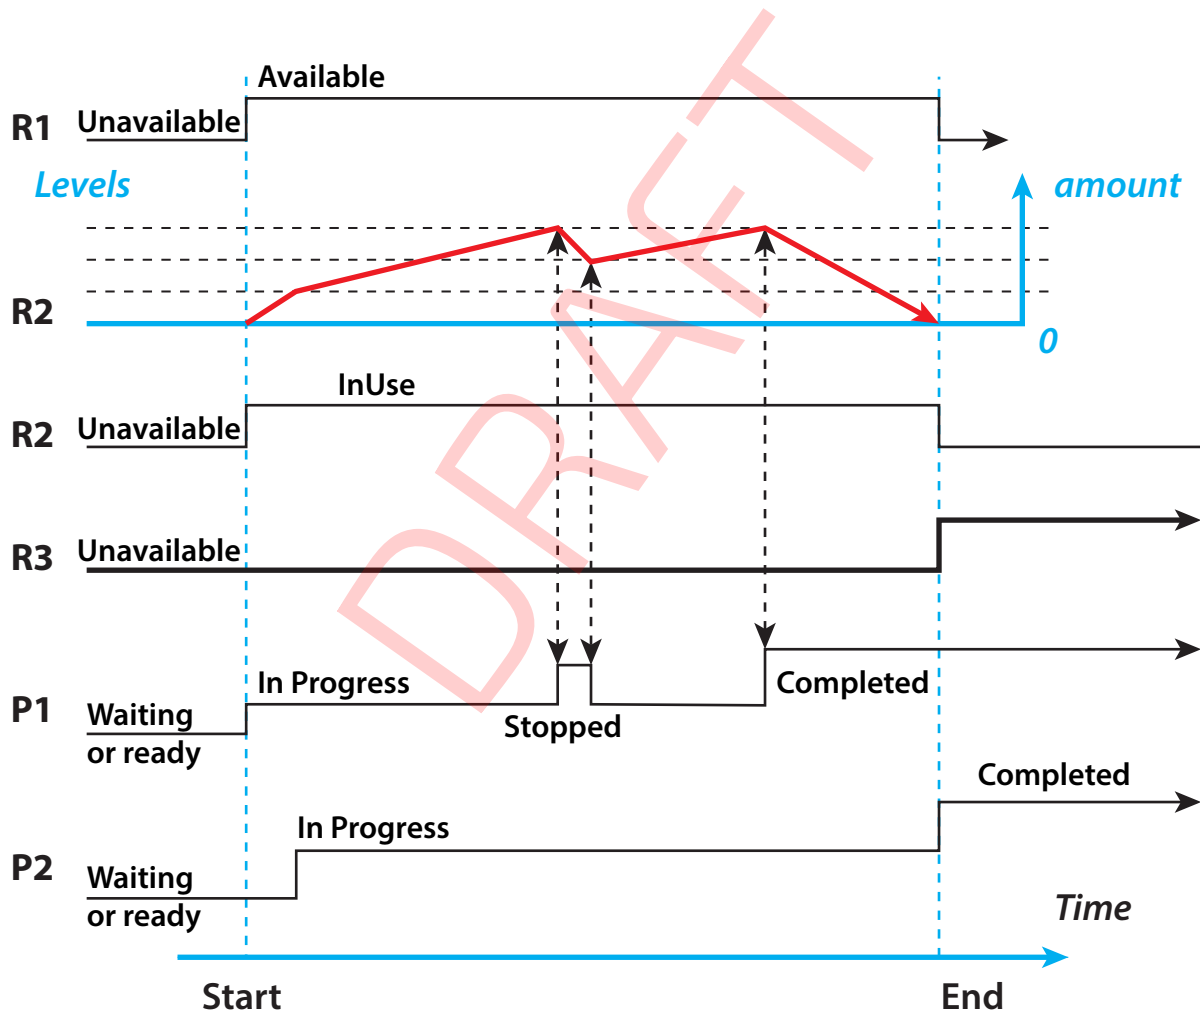 Available
R1
Unavailable
Levels
amount
R2
0
InUse
R2
Unavailable
R3
Unavailable
In Progress
Completed
P1
Waiting
or ready
Stopped
Completed
In Progress
P2
Waiting
or ready
Time
Start
End
DRAFT